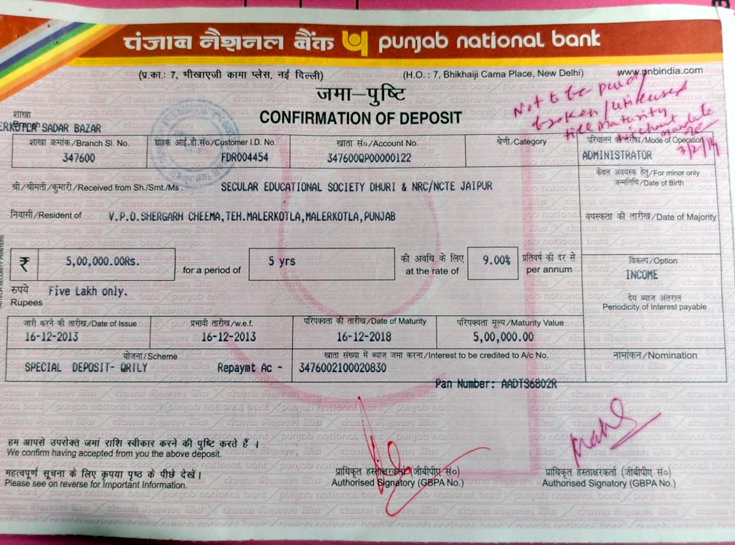 पंजाब नैशनल बैंक punjab national bank
(प्र.का.: 7, भीखाएजी कामा प्लेस, नई दिल्ली) (H.O. : 7, Bhikhaiji Cama Place, New Delhi) www.pnbindia.com
जमा-पुष्टि
CONFIRMATION OF DEPOSIT
Not to be paid
broken / unleased
till maturity
without mandate
3/2/14
शाखा
ERKOTLA SADAR BAZAR
शाखा क्रमांक/Branch Sl. No. ग्राहक आई.डी.सं०/Customer I.D. No. खाता सं०/Account No. श्रेणी/Category परिचालन /Mode of Operation
347600 FDR004454 347600QP00000122 ADMINISTRATOR
श्री/श्रीमती/कुमारी/Received from Sh./Smt./Ms. SECULAR EDUCATIONAL SOCIETY DHURI & NRC/NCTE JAIPUR
केवल अवयस्क हेतु/For minor only
जन्मतिथि/Date of Birth
निवासी/Resident of V.P.O.SHERGARH CHEEMA,TEH.MALERKOTLA,MALERKOTLA,PUNJAB
वयस्कता की तारीख/Date of Majority
₹ 5,00,000.00Rs. for a period of 5 yrs की अवधि के लिए at the rate of 9.00% प्रतिवर्ष की दर से per annum
विकल्प/Option
INCOME
रुपये Five Lakh only.
Rupees
देय ब्याज अंतराल
Periodicity of Interest payable
जारी करने की तारीख/Date of Issue प्रभावी तारीख/w.e.f. परिपक्वता की तारीख/Date of Maturity परिपक्वता मूल्य/Maturity Value
16-12-2013 16-12-2013 16-12-2018 5,00,000.00
योजना/Scheme खाता संख्या में ब्याज जमा करना/Interest to be credited to A/c No. नामांकन/Nomination
SPECIAL DEPOSIT- QRTLY Repaymt Ac - 3476002100020830
Pan Number: AADTS6802R
हम आपसे उपरोक्त जमा राशि स्वीकार करने की पुष्टि करते हैं ।
We confirm having accepted from you the above deposit.
महत्वपूर्ण सूचना के लिए कृपया पृष्ठ के पीछे देखें। प्राधिकृत हस्ताक्षरकर्ता (जीबीपीए सं०) प्राधिकृत हस्ताक्षरकर्ता (जीबीपीए सं०)
Please see on reverse for Important Information. Authorised Signatory (GBPA No.) Authorised Signatory (GBPA No.)